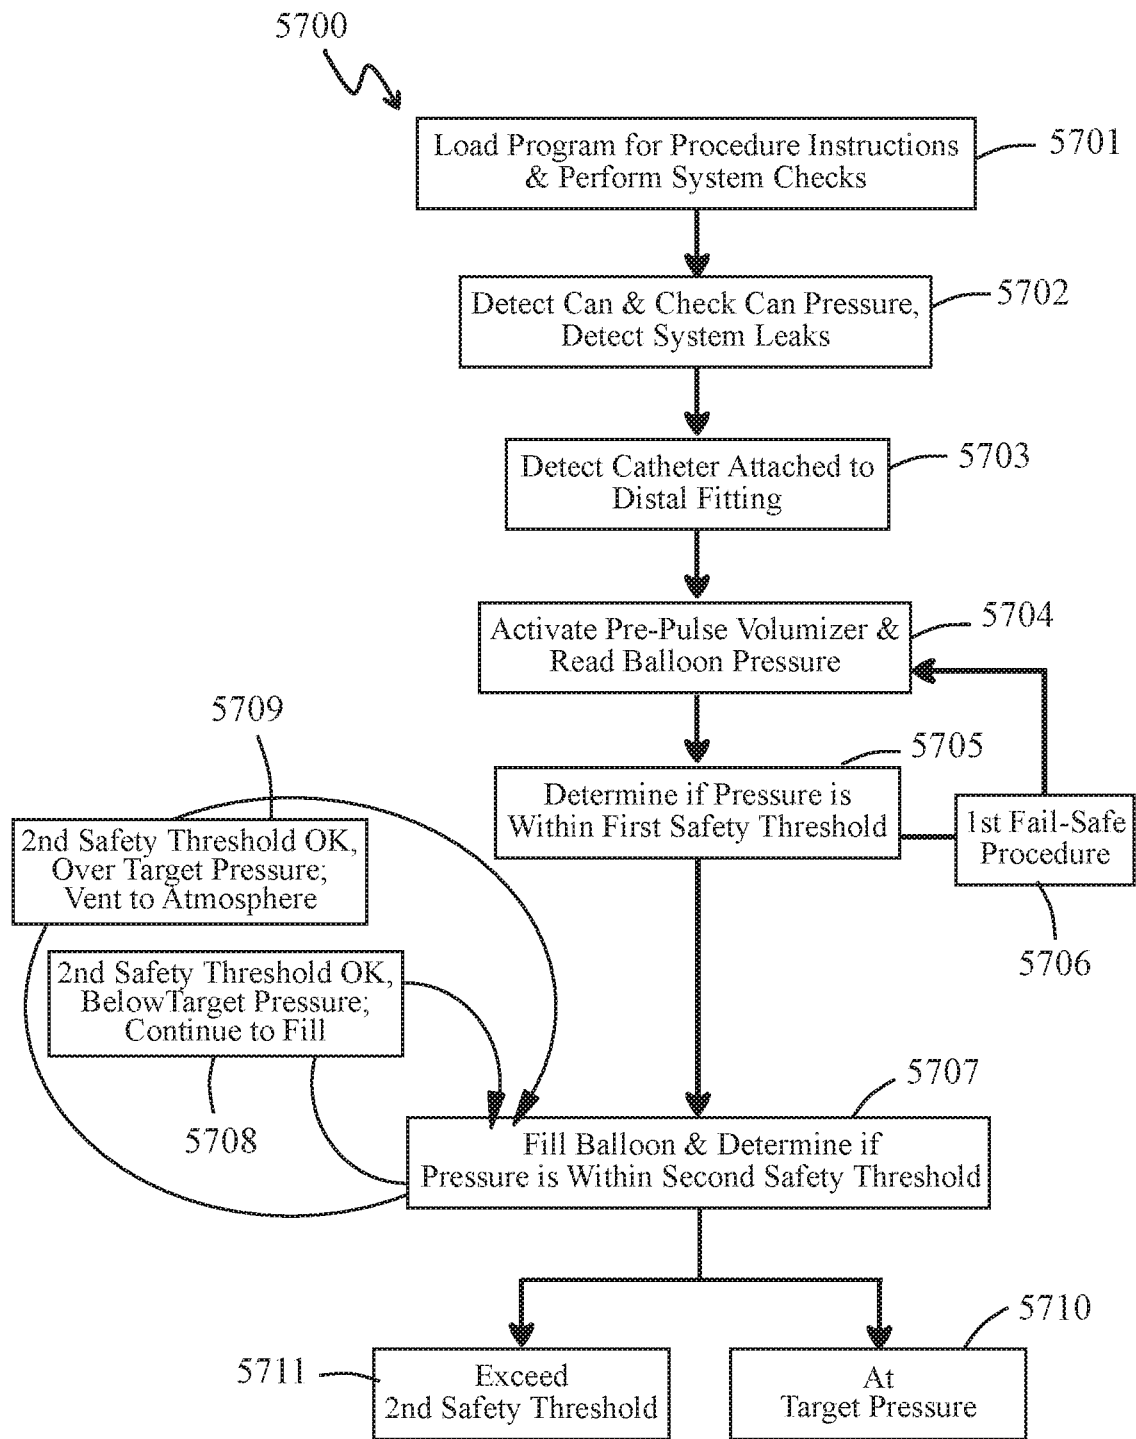 5700
Load Program for Procedure Instructions
& Perform System Checks
5701
Detect Can & Check Can Pressure,
Detect System Leaks
5702
Detect Catheter Attached to
Distal Fitting
5703
Activate Pre-Pulse Volumizer &
Read Balloon Pressure
5704
Determine if Pressure is
Within First Safety Threshold
5705
1st Fail-Safe
Procedure
5706
5709
2nd Safety Threshold OK,
Over Target Pressure;
Vent to Atmosphere
2nd Safety Threshold OK,
BelowTarget Pressure;
Continue to Fill
5708
5707
Fill Balloon & Determine if
Pressure is Within Second Safety Threshold
5711
Exceed
2nd Safety Threshold
5710
At
Target Pressure